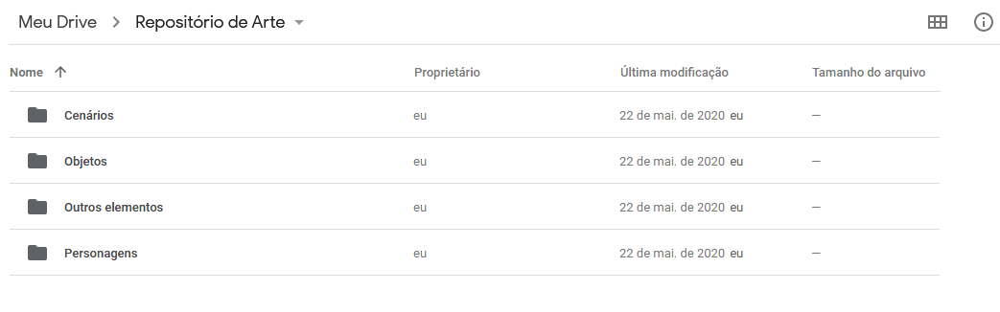 Meu Drive > Repositório de Arte
Nome Proprietário Última modificação Tamanho do arquivo
Cenários eu 22 de mai. de 2020 eu —
Objetos eu 22 de mai. de 2020 eu —
Outros elementos eu 22 de mai. de 2020 eu —
Personagens eu 22 de mai. de 2020 eu —